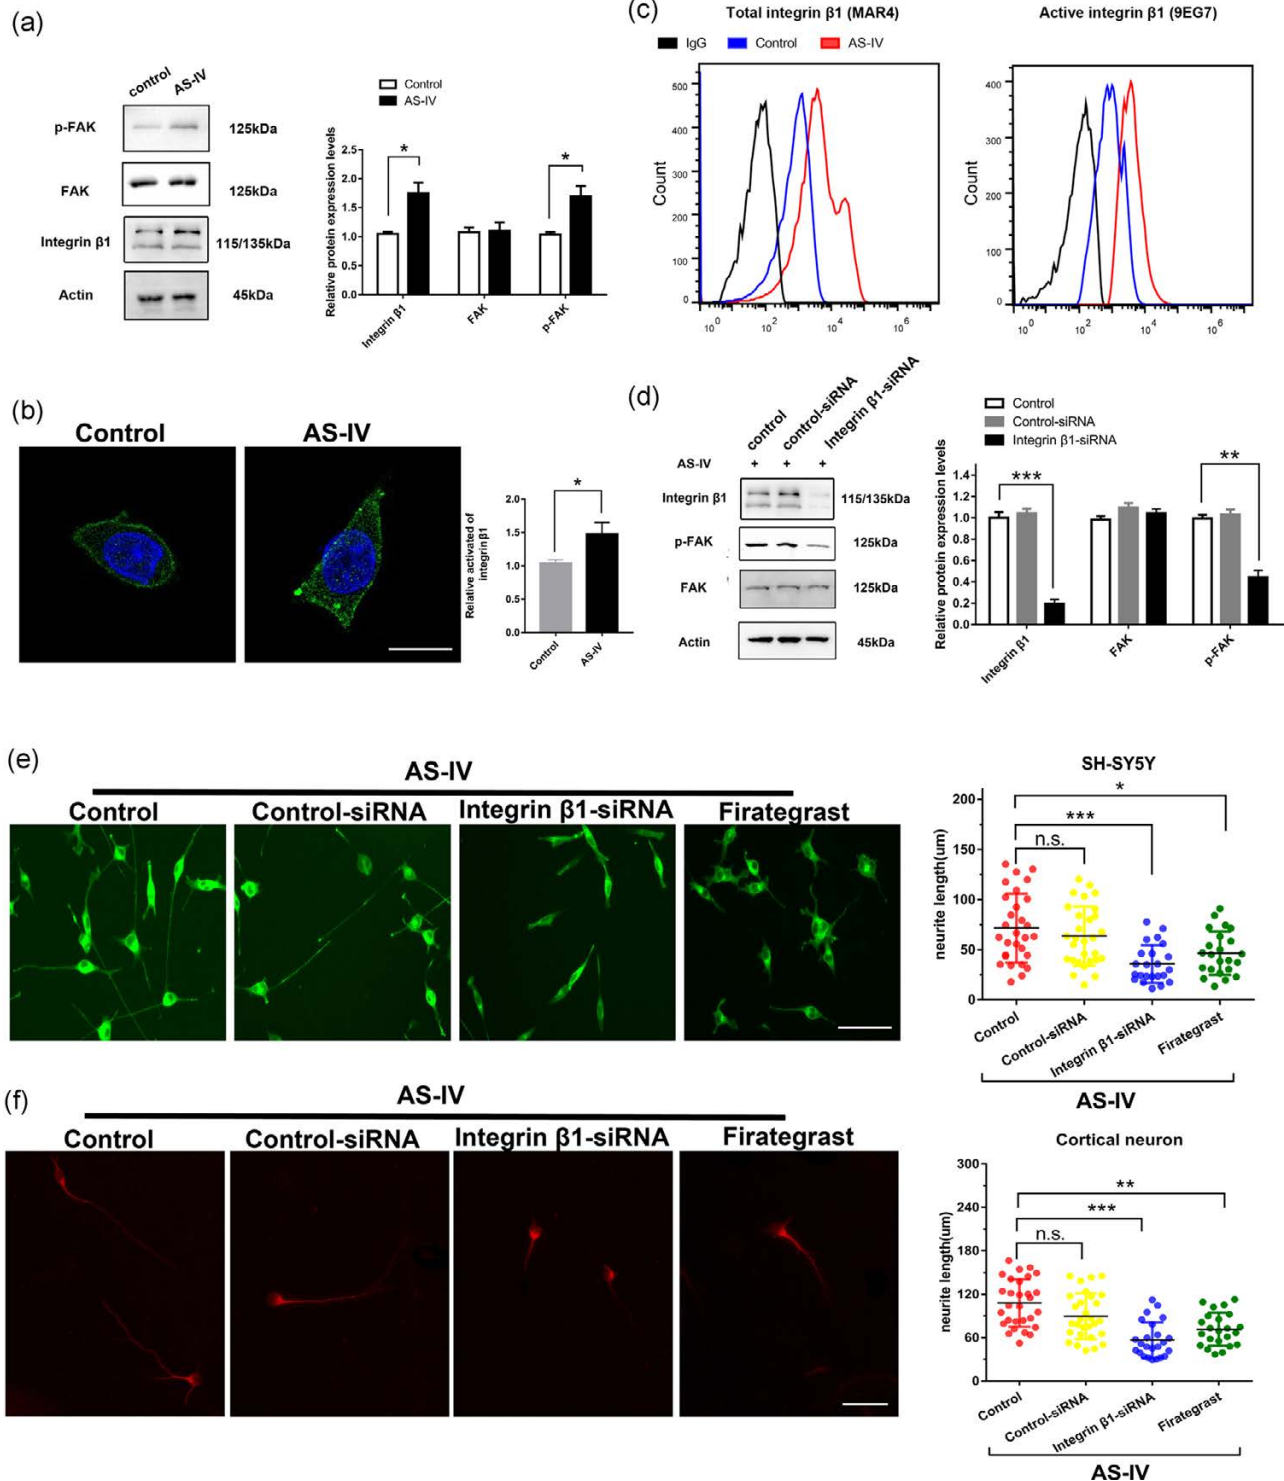 (a)
control
AS-IV
p-FAK
125kDa
FAK
125kDa
Integrin β1
115/135kDa
Actin
45kDa
Control
AS-IV
Relative protein expression levels
2.5
2.0
1.5
1.0
0.5
0.0
*
*
Integrin β1
FAK
p-FAK
(c)
Total integrin β1 (MAR4)
Active integrin β1 (9EG7)
IgG
Control
AS-IV
Count
500
400
300
200
100
0
10^0
10^2
10^4
10^6
Count
400
300
200
100
0
10^0
10^2
10^4
10^6
(b)
Control
AS-IV
Relative activated of
integrinβ1
2.0
1.5
1.0
0.5
0.0
*
Control
AS-IV
(d)
control
control-siRNA
Integrin β1-siRNA
AS-IV + + +
Integrin β1
115/135kDa
p-FAK
125kDa
FAK
125kDa
Actin
45kDa
Control
Control-siRNA
Integrin β1-siRNA
Relative protein expression levels
1.4
1.2
1.0
0.8
0.6
0.4
0.2
0.0
***
**
Integrin β1
FAK
p-FAK
(e)
AS-IV
Control
Control-siRNA
Integrin β1-siRNA
Firategrast
SH-SY5Y
neurite length(um)
200
150
100
50
0
*
***
n.s.
Control
Control-siRNA
Integrin β1-siRNA
Firategrast
AS-IV
(f)
AS-IV
Control
Control-siRNA
Integrin β1-siRNA
Firategrast
Cortical neuron
neurite length(um)
300
240
180
120
60
0
**
***
n.s.
Control
Control-siRNA
Integrin β1-siRNA
Firategrast
AS-IV